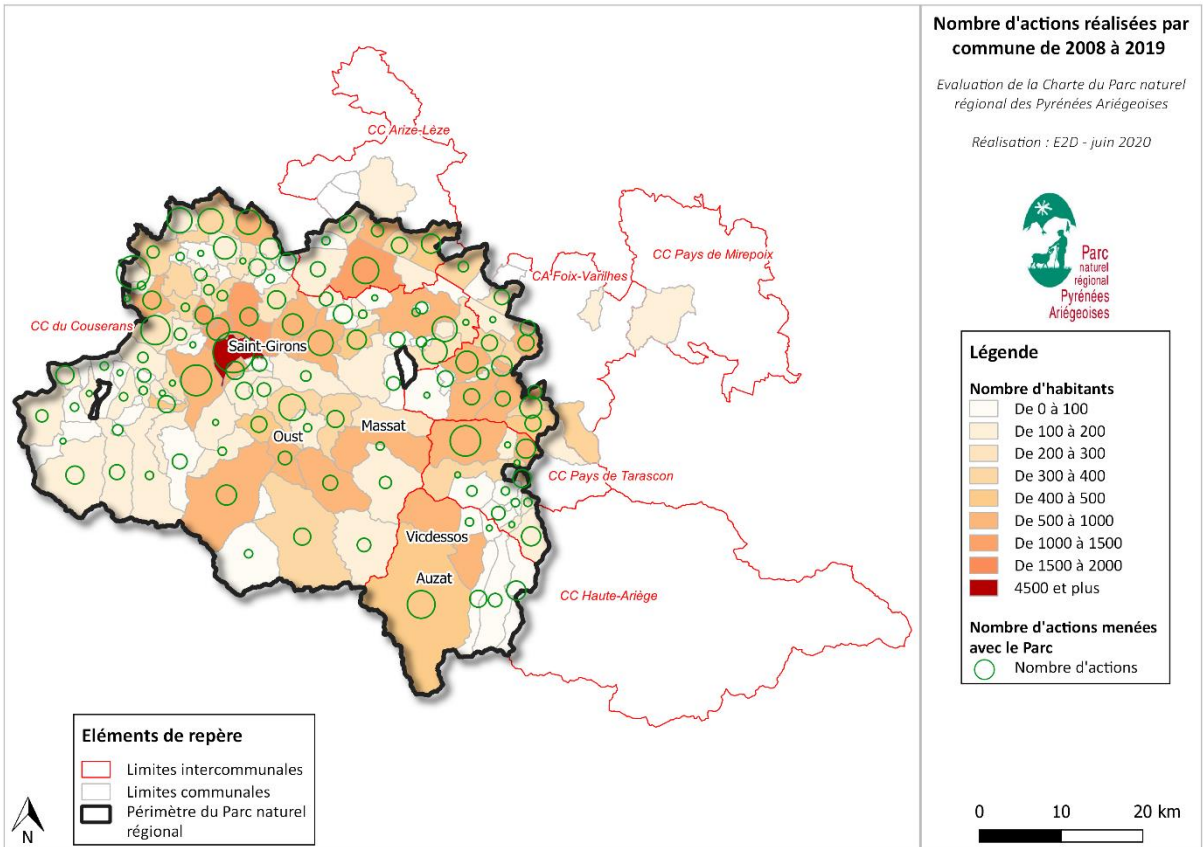 Nombre d'actions réalisées par
commune de 2008 à 2019
Evaluation de la Charte du Parc naturel
régional des Pyrénées Ariégeoises
Réalisation : E2D - juin 2020
Parc
naturel
régional
Pyrénées
Ariégeoises
Légende
Nombre d'habitants
De 0 à 100
De 100 à 200
De 200 à 300
De 300 à 400
De 400 à 500
De 500 à 1000
De 1000 à 1500
De 1500 à 2000
4500 et plus
Nombre d'actions menées
avec le Parc
Nombre d'actions
0 10 20 km
CC Arize-Lèze
CC Pays de Mirepoix
CA Foix-Varilhes
CC du Couserans
Saint-Girons
Massat
Oust
CC Pays de Tarascon
Vicdessos
Auzat
CC Haute-Ariège
Eléments de repère
Limites intercommunales
Limites communales
Périmètre du Parc naturel
régional
N